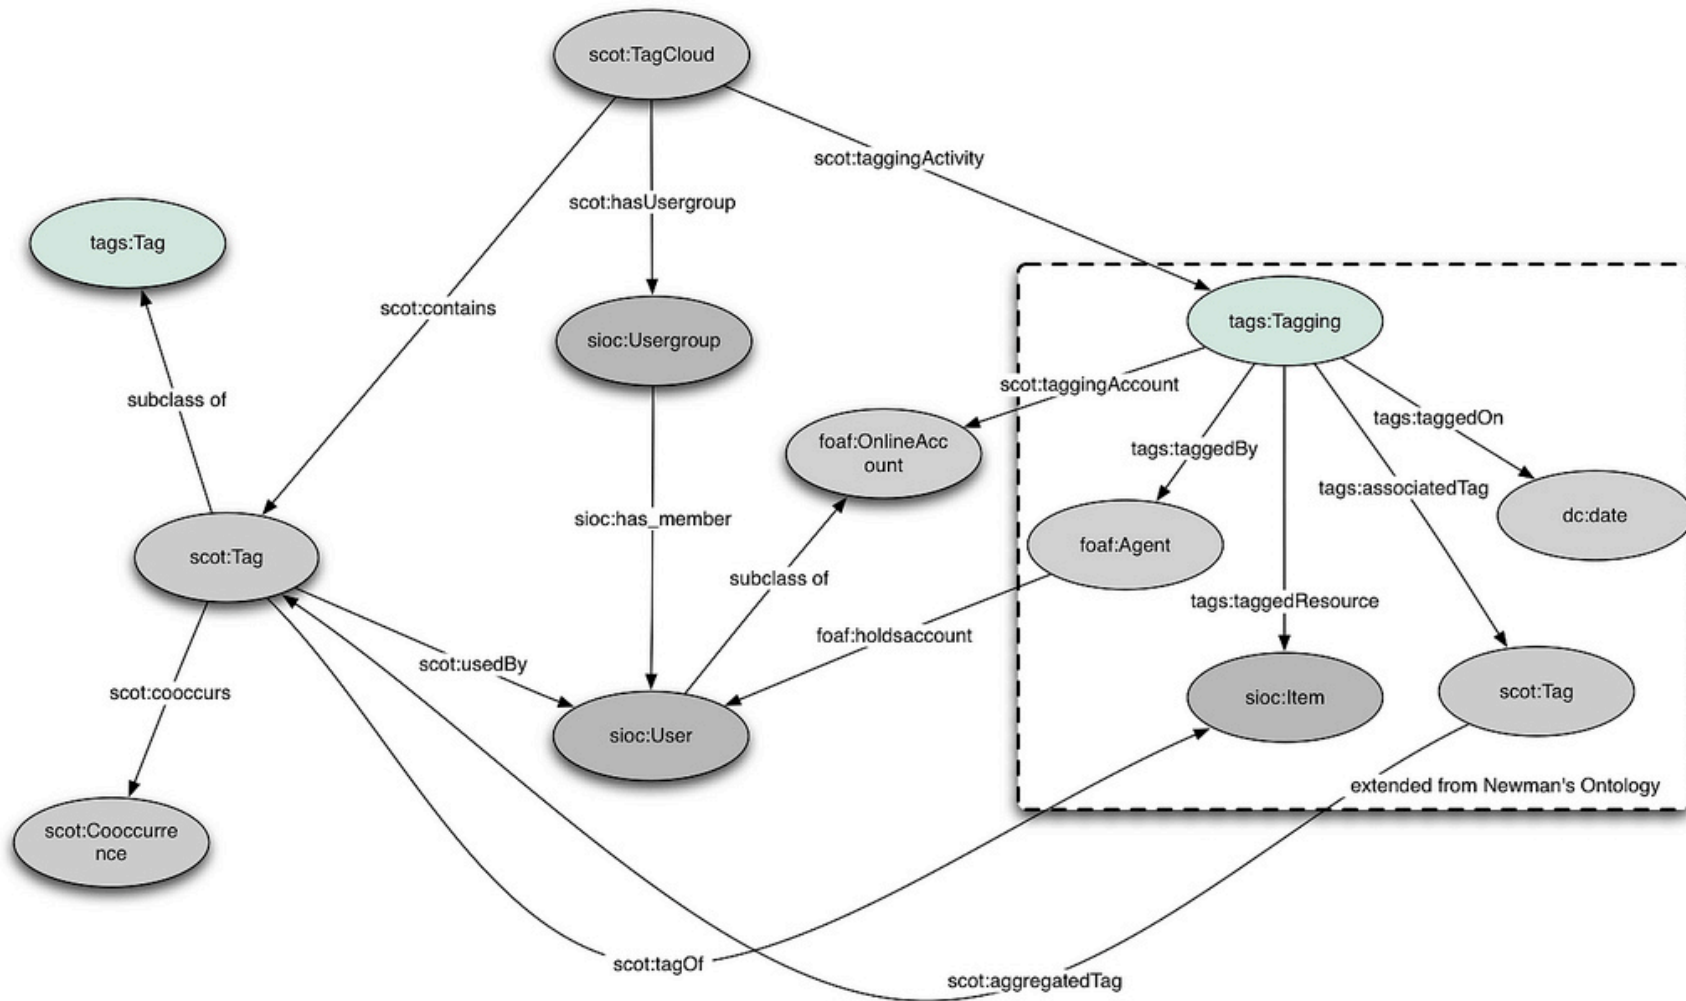 scot:TagCloud
scot:taggingActivity
scot:hasUsergroup
tags:Tag
scot:contains
tags:Tagging
sioc:Usergroup
scot:taggingAccount
subclass of
tags:taggedOn
foaf:OnlineAcc
ount
tags:taggedBy
tags:associatedTag
sioc:has_member
dc:date
foaf:Agent
scot:Tag
subclass of
tags:taggedResource
foaf:holdsaccount
scot:usedBy
scot:cooccurs
sioc:Item
scot:Tag
sioc:User
extended from Newman's Ontology
scot:Cooccurre
nce
scot:tagOf
scot:aggregatedTag